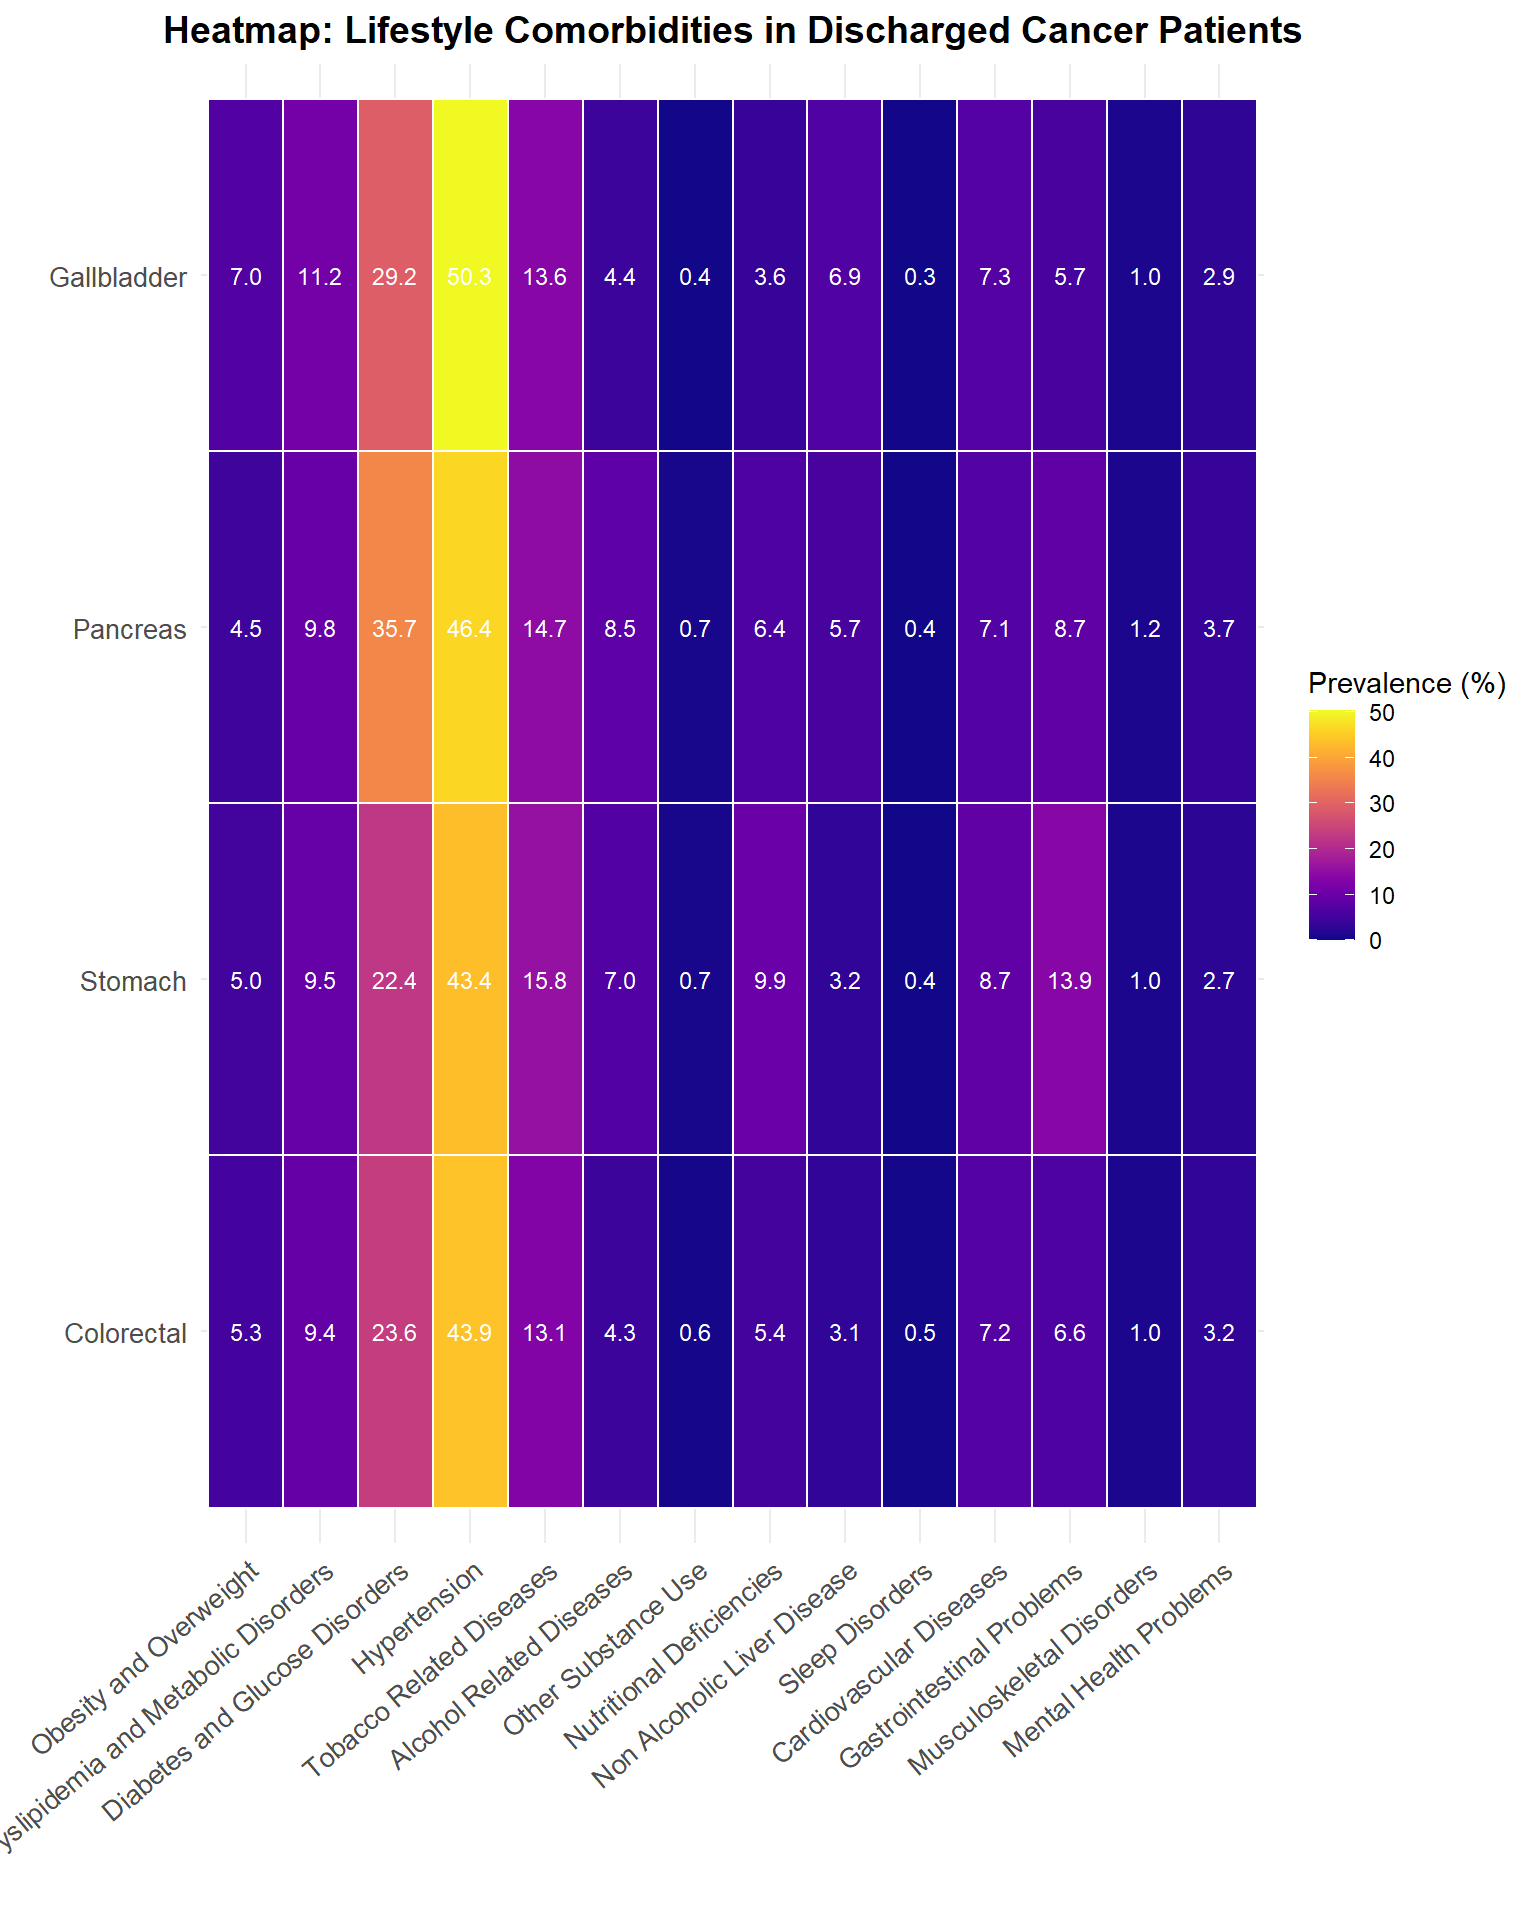 Heatmap: Lifestyle Comorbidities in Discharged Cancer Patients
Gallbladder 7.0 11.2 29.2 50.3 13.6 4.4 0.4 3.6 6.9 0.3 7.3 5.7 1.0 2.9
Pancreas 4.5 9.8 35.7 46.4 14.7 8.5 0.7 6.4 5.7 0.4 7.1 8.7 1.2 3.7
Stomach 5.0 9.5 22.4 43.4 15.8 7.0 0.7 9.9 3.2 0.4 8.7 13.9 1.0 2.7
Colorectal 5.3 9.4 23.6 43.9 13.1 4.3 0.6 5.4 3.1 0.5 7.2 6.6 1.0 3.2
Obesity and Overweight
yslipidemia and Metabolic Disorders
Diabetes and Glucose Disorders
Hypertension
Tobacco Related Diseases
Alcohol Related Diseases
Other Substance Use
Nutritional Deficiencies
Non Alcoholic Liver Disease
Sleep Disorders
Cardiovascular Diseases
Gastrointestinal Problems
Musculoskeletal Disorders
Mental Health Problems
Prevalence (%)
50
40
30
20
10
0